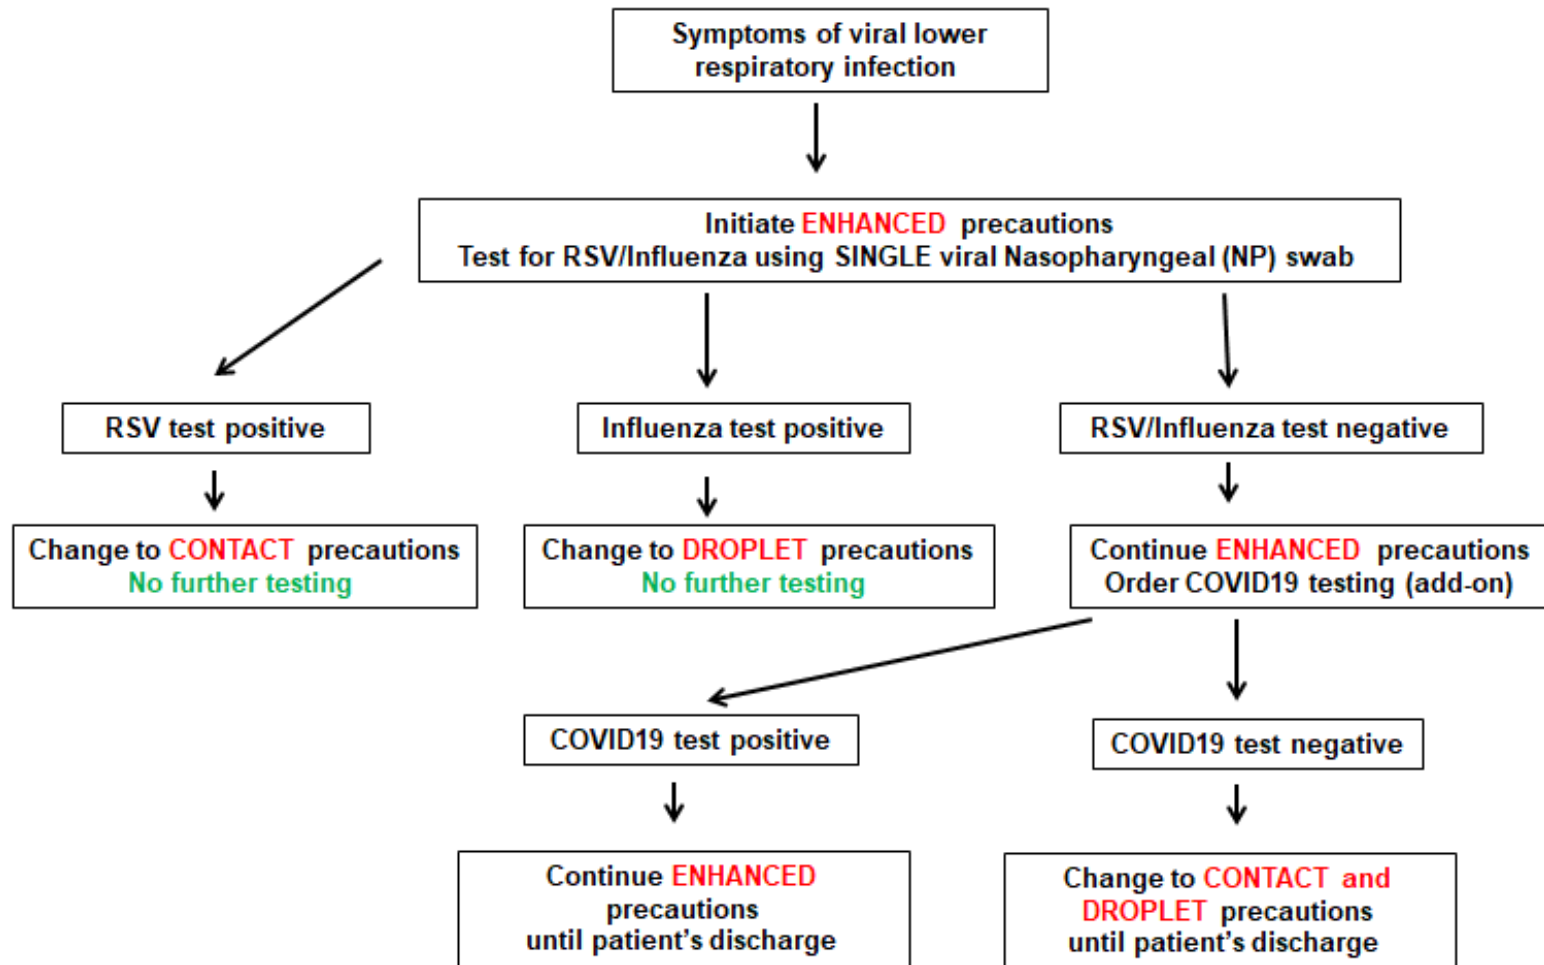 Symptoms of viral lower
respiratory infection
Initiate ENHANCED precautions
Test for RSV/Influenza using SINGLE viral Nasopharyngeal (NP) swab
RSV test positive
Influenza test positive
RSV/Influenza test negative
Change to CONTACT precautions
No further testing
Change to DROPLET precautions
No further testing
Continue ENHANCED precautions
Order COVID19 testing (add-on)
COVID19 test positive
COVID19 test negative
Continue ENHANCED
precautions
until patient's discharge
Change to CONTACT and
DROPLET precautions
until patient's discharge